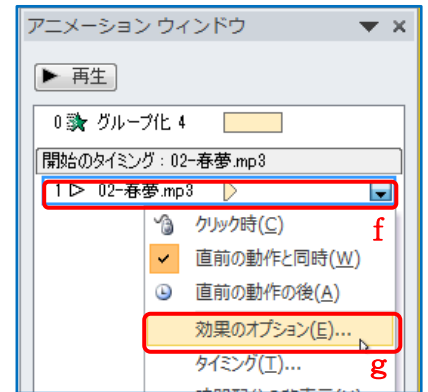 アニメーション ウィンドウ
再生
0 グループ化 4
開始のタイミング : 02-春夢.mp3
1 02-春夢.mp3
f
クリック時(C)
直前の動作と同時(W)
直前の動作の後(A)
効果のオプション(E)...
タイミング(T)...
g